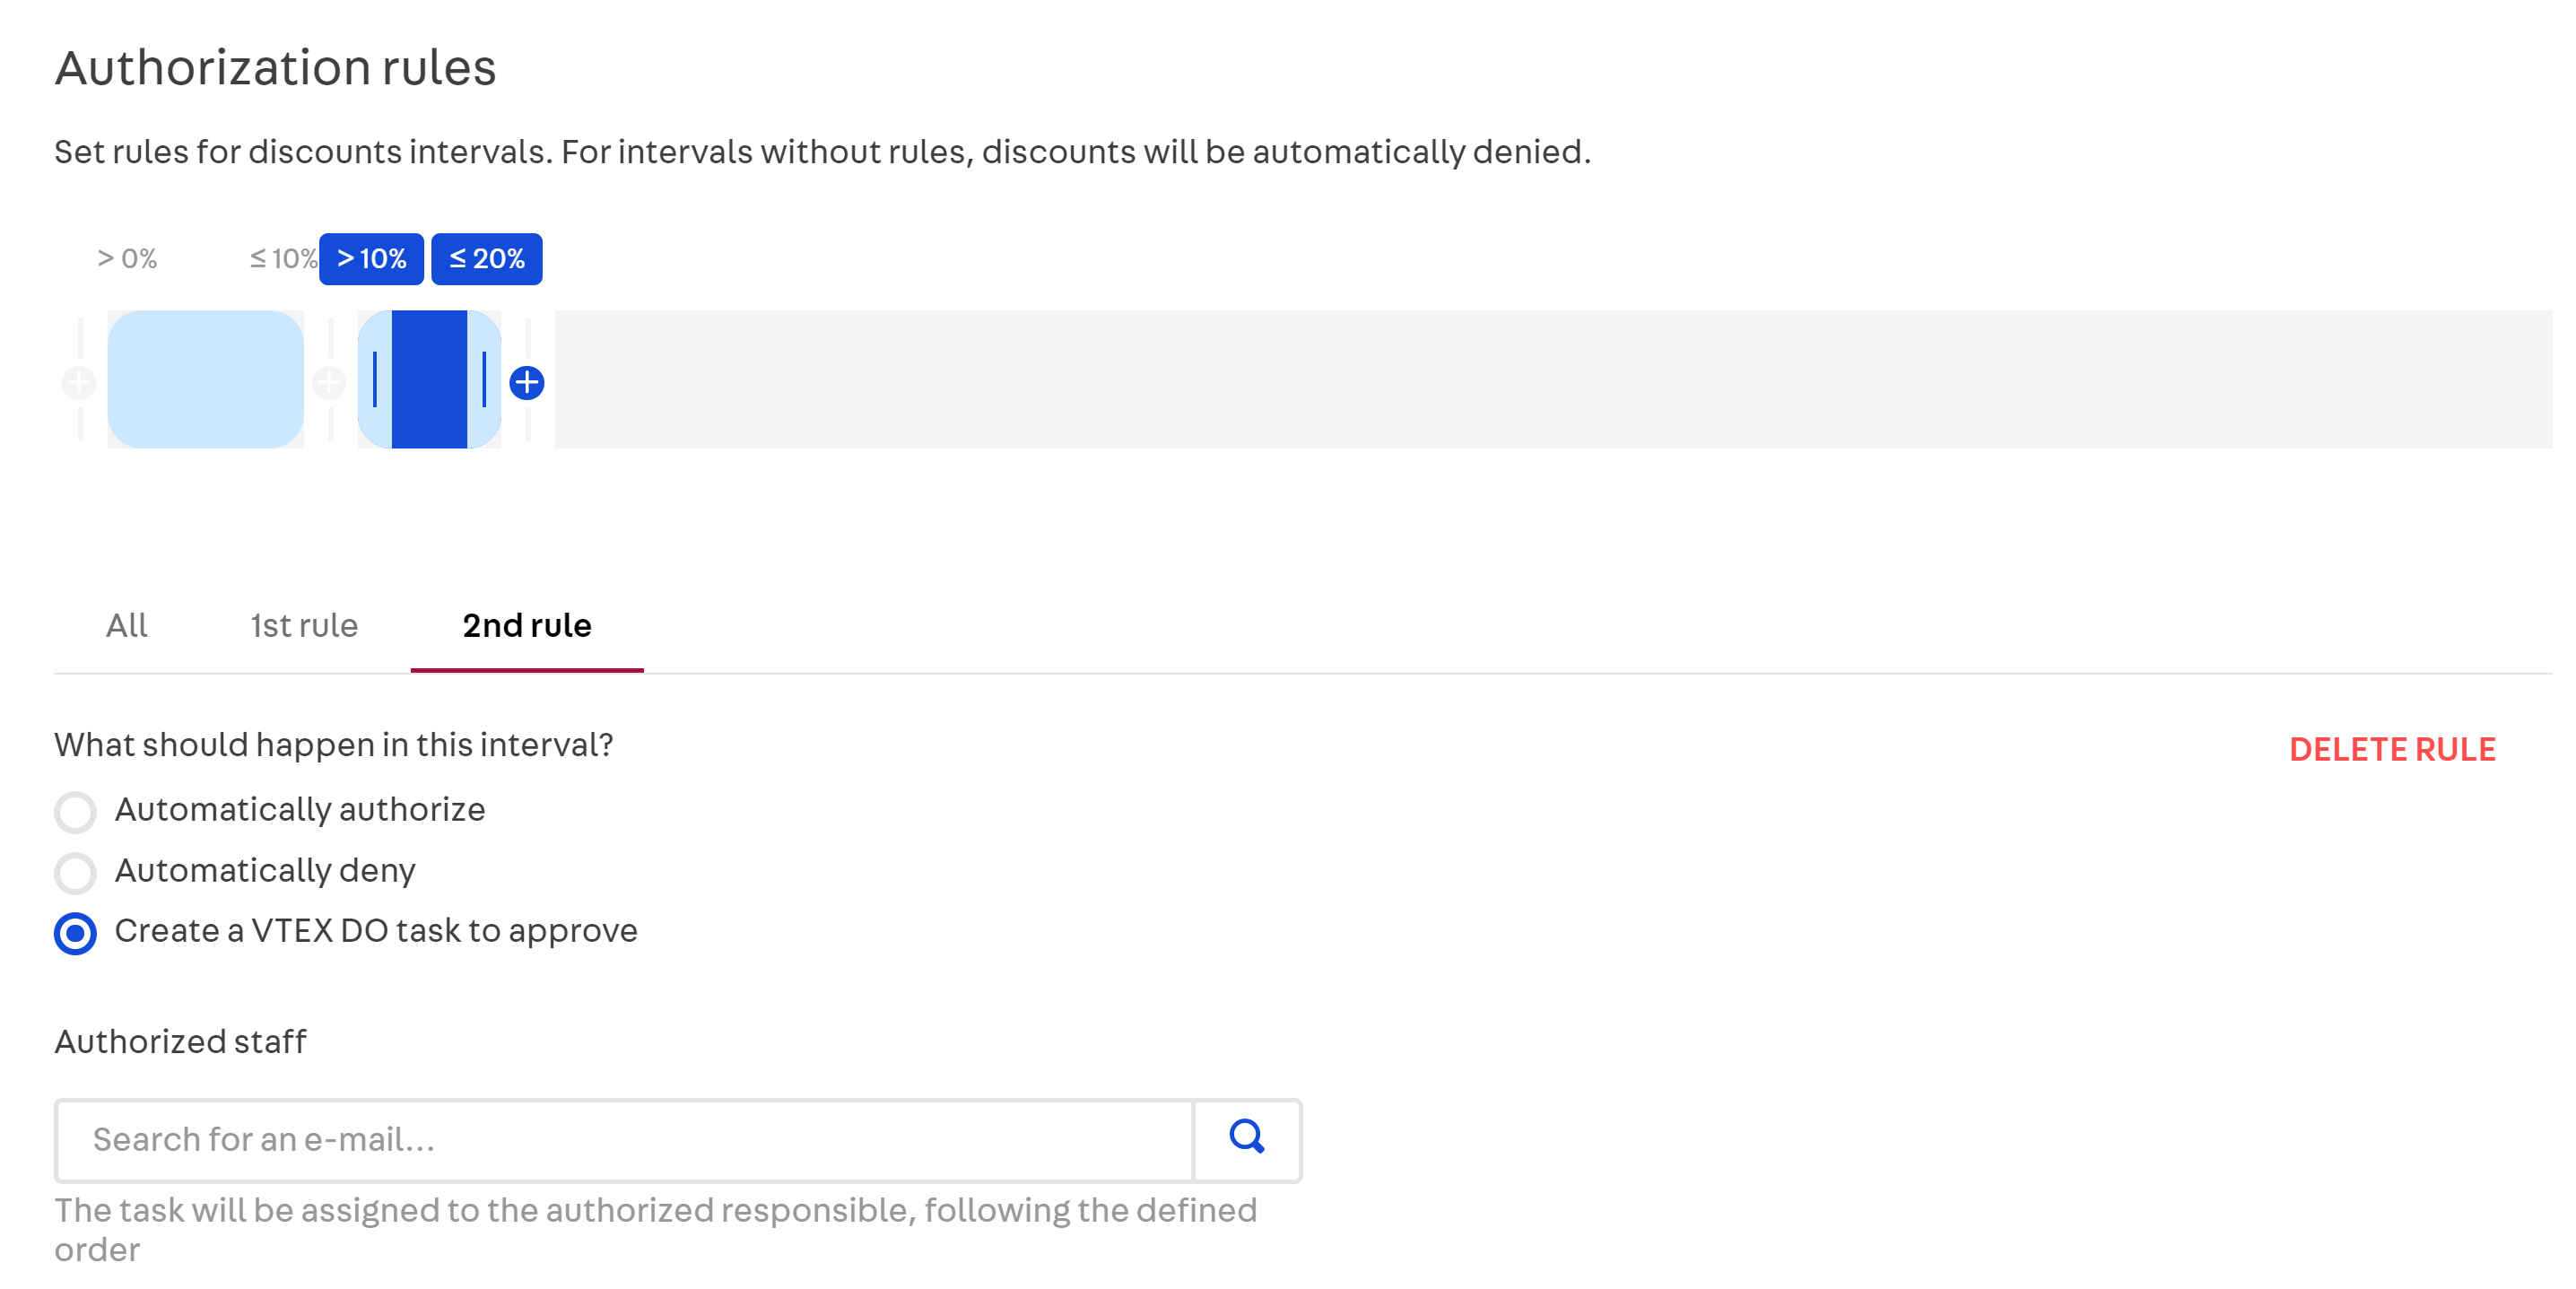 Authorization rules
Set rules for discounts intervals. For intervals without rules, discounts will be automatically denied.
> 0% ≤ 10% > 10% ≤ 20%
All 1st rule 2nd rule
What should happen in this interval? DELETE RULE
Automatically authorize
Automatically deny
Create a VTEX DO task to approve
Authorized staff
Search for an e-mail...
The task will be assigned to the authorized responsible, following the defined
order